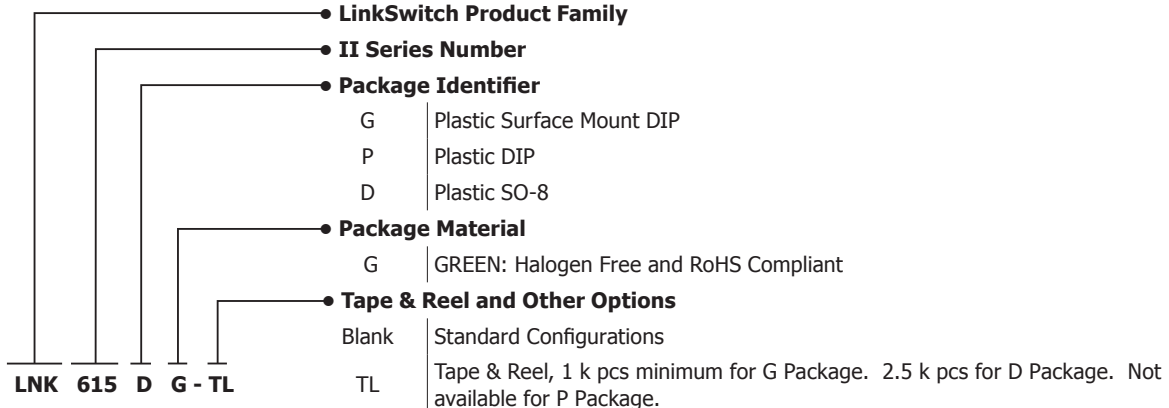 LinkSwitch Product Family
II Series Number
Package Identifier
G Plastic Surface Mount DIP
P Plastic DIP
D Plastic SO-8
Package Material
G GREEN: Halogen Free and RoHS Compliant
Tape & Reel and Other Options
Blank Standard Configurations
TL Tape & Reel, 1 k pcs minimum for G Package. 2.5 k pcs for D Package. Not
available for P Package.
LNK 615 D G - TL